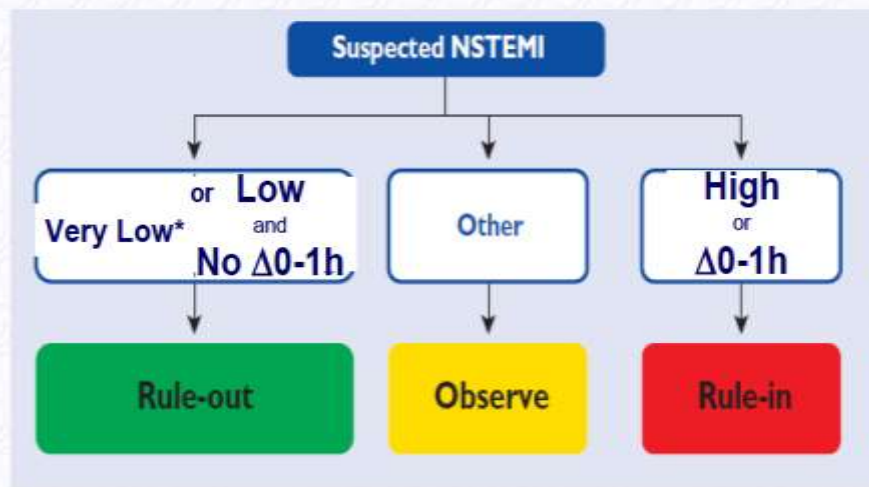 Suspected NSTEMI
or Low
Very Low* and
No Δ0-1h
Other
High
or
Δ0-1h
Rule-out
Observe
Rule-in